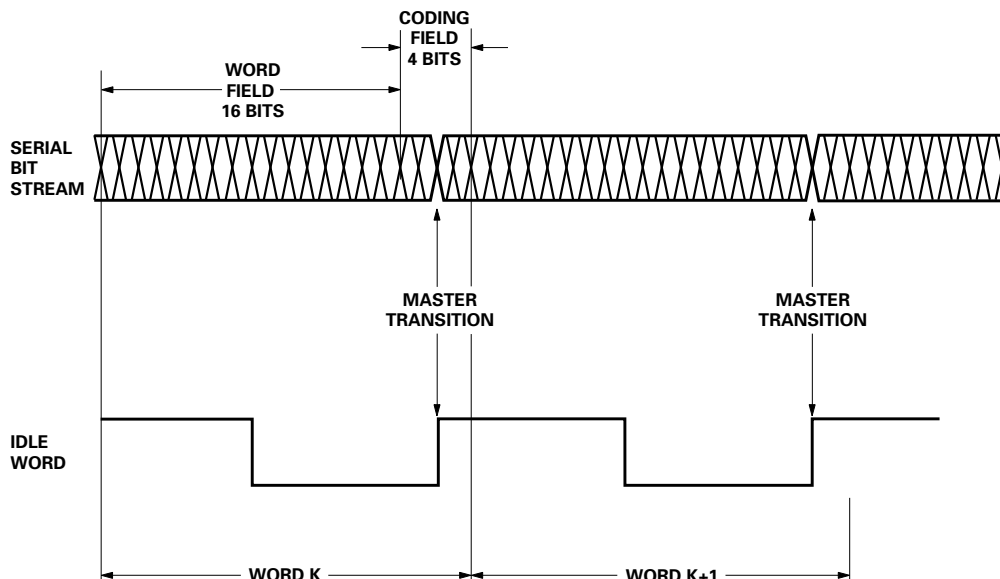 CODING
FIELD
4 BITS
WORD
FIELD
16 BITS
SERIAL
BIT
STREAM
MASTER
TRANSITION
MASTER
TRANSITION
IDLE
WORD
WORD K
WORD K+1